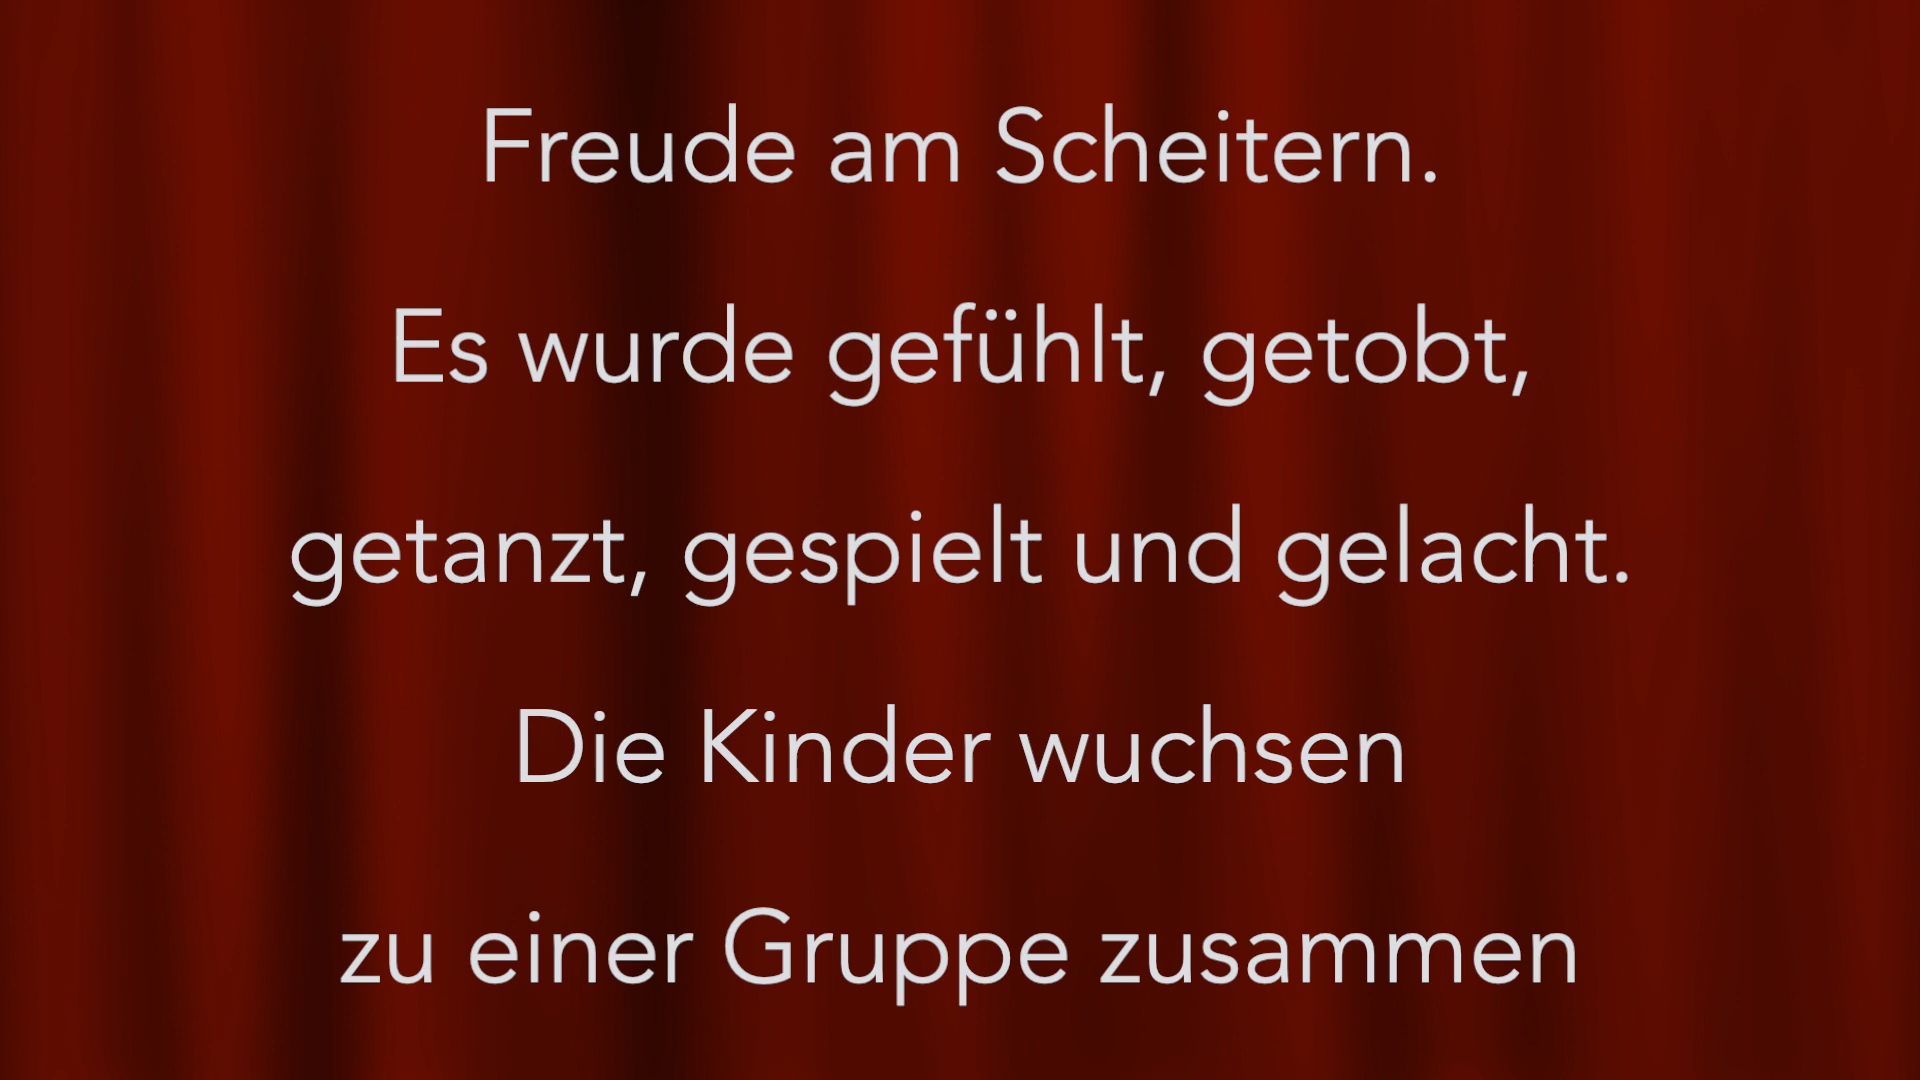 Freude am Scheitern.
Es wurde gefühlt, getobt,
getanzt, gespielt und gelacht.
Die Kinder wuchsen
zu einer Gruppe zusammen